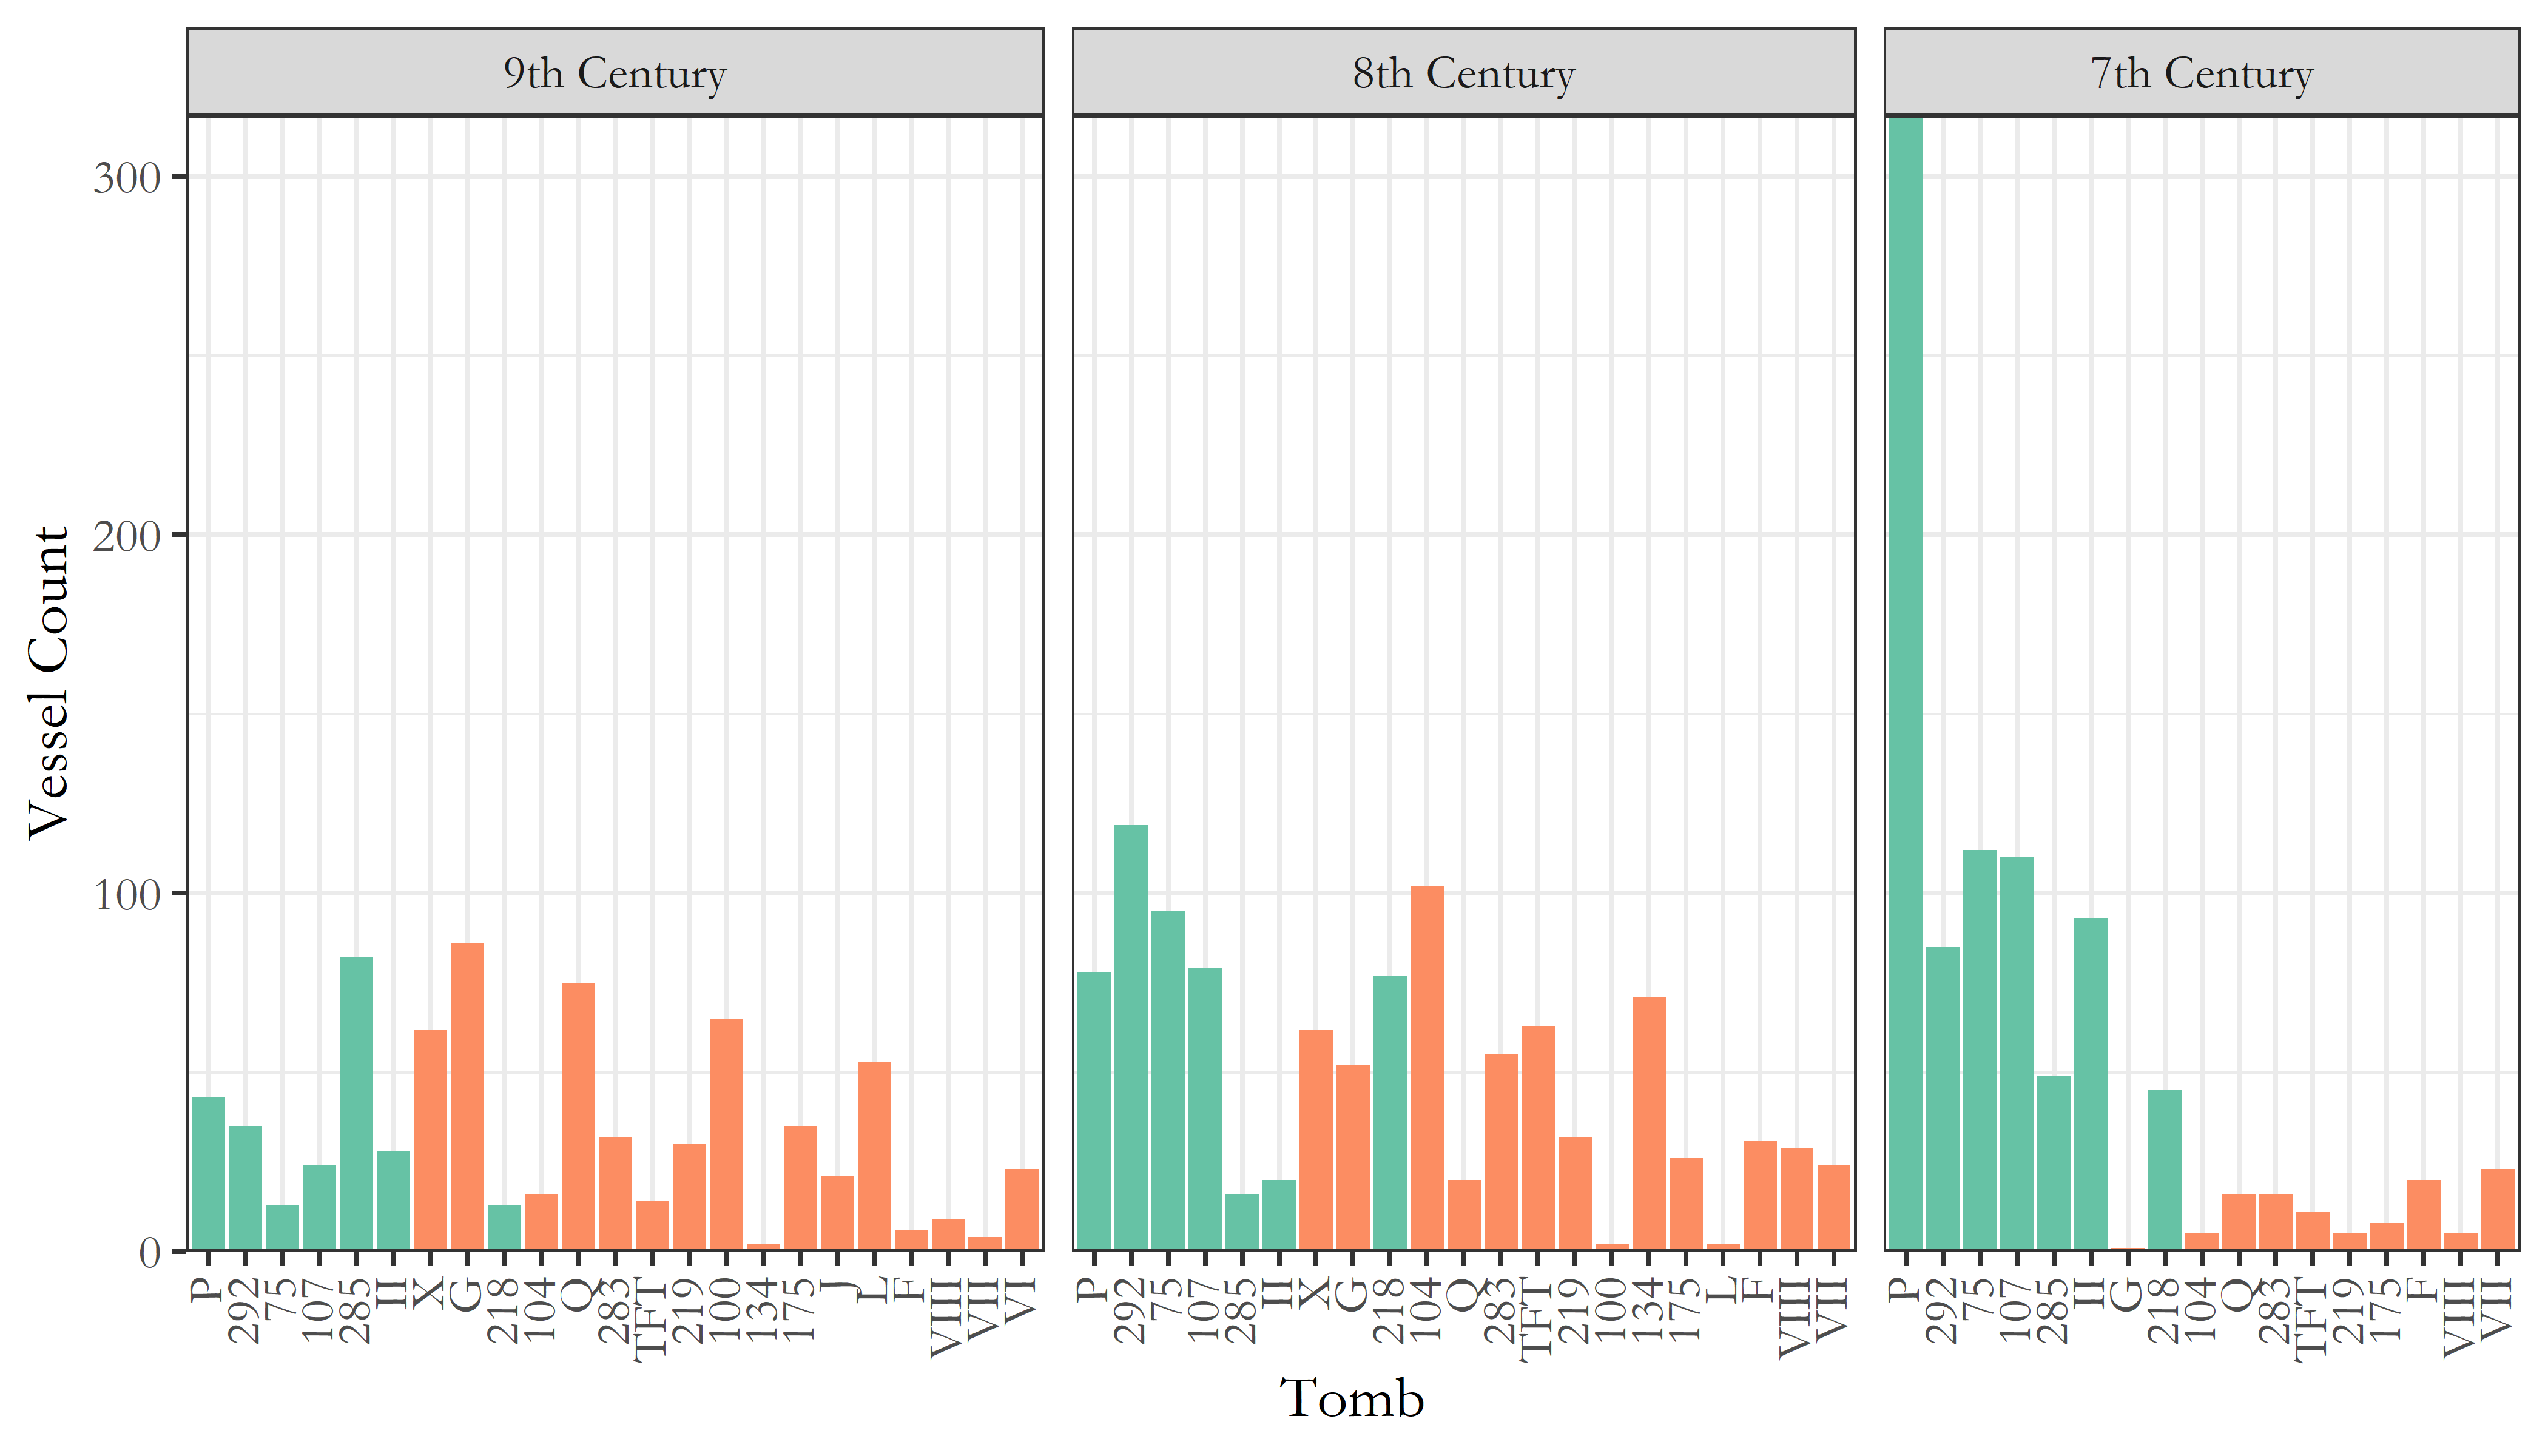 9th Century 8th Century 7th Century
300
200
100
0
Vessel Count
P 292 75 107 285 II X G 218 104 Q 283 TFT 219 100 134 175 J L F VIII VII VI
P 292 75 107 285 II X G 218 104 Q 283 TFT 219 100 134 175 L F VIII VII
P 292 75 107 285 II G 218 104 Q 283 TFT 219 175 F VIII VII
Tomb